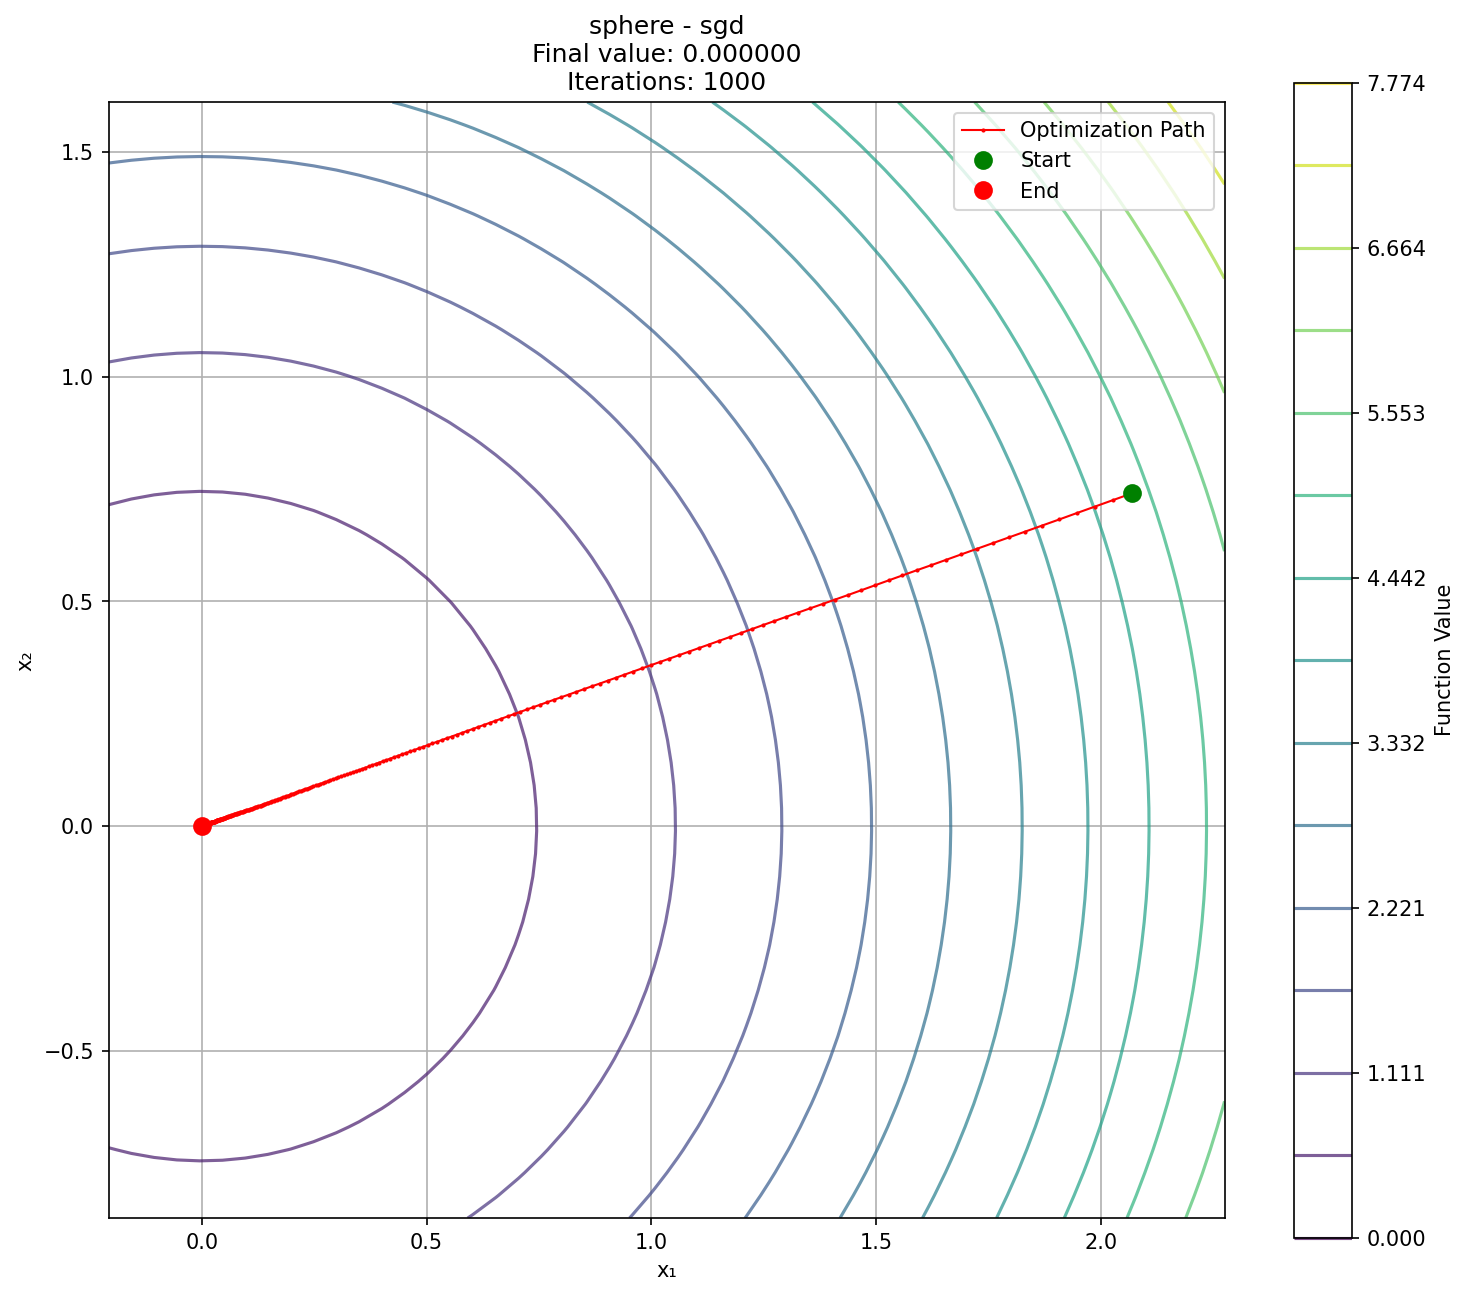 sphere - sgd
Final value: 0.000000
Iterations: 1000
Optimization Path
Start
End
1.5
1.0
0.5
0.0
−0.5
x₂
0.0
0.5
1.0
1.5
2.0
x₁
7.774
6.664
5.553
4.442
3.332
2.221
1.111
0.000
Function Value